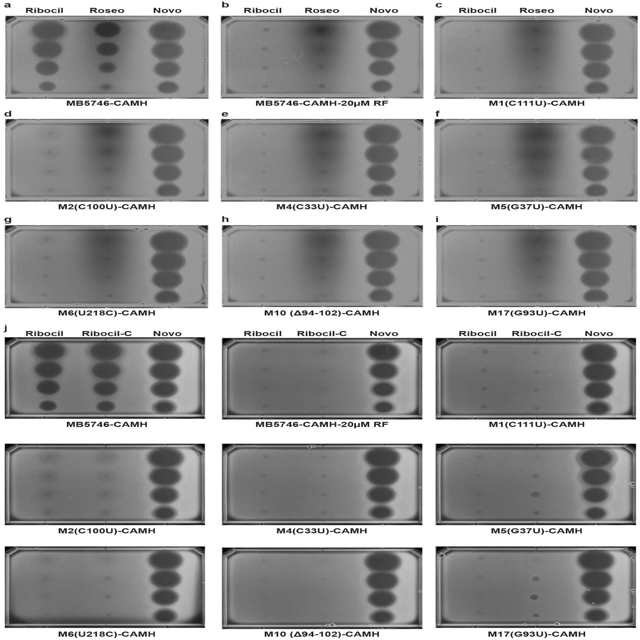 a b c
Ribocil Roseo Novo Ribocil Roseo Novo Ribocil Roseo Novo
MB5746-CAMH MB5746-CAMH-20µM RF M1(C111U)-CAMH
d e f
M2(C100U)-CAMH M4(C33U)-CAMH M5(G37U)-CAMH
g h i
M6(U218C)-CAMH M10 (Δ94-102)-CAMH M17(G93U)-CAMH
j
Ribocil Ribocil-C Novo Ribocil Ribocil-C Novo Ribocil Ribocil-C Novo
MB5746-CAMH MB5746-CAMH-20µM RF M1(C111U)-CAMH
M2(C100U)-CAMH M4(C33U)-CAMH M5(G37U)-CAMH
M6(U218C)-CAMH M10 (Δ94-102)-CAMH M17(G93U)-CAMH